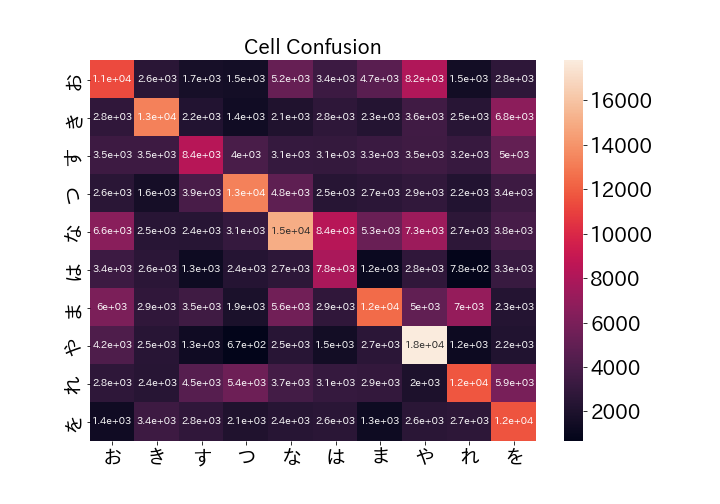 Cell Confusion
お 1.1e+04 2.6e+03 1.7e+03 1.5e+03 5.2e+03 3.4e+03 4.7e+03 8.2e+03 1.5e+03 2.8e+03
き 2.8e+03 1.3e+04 2.2e+03 1.4e+03 2.1e+03 2.8e+03 2.3e+03 3.6e+03 2.5e+03 6.8e+03
す 3.5e+03 3.5e+03 8.4e+03 4e+03 3.1e+03 3.1e+03 3.3e+03 3.5e+03 3.2e+03 5e+03
つ 2.6e+03 1.6e+03 3.9e+03 1.3e+04 4.8e+03 2.5e+03 2.7e+03 2.9e+03 2.2e+03 3.4e+03
な 6.6e+03 2.5e+03 2.4e+03 3.1e+03 1.5e+04 8.4e+03 5.3e+03 7.3e+03 2.7e+03 3.8e+03
は 3.4e+03 2.6e+03 1.3e+03 2.4e+03 2.7e+03 7.8e+03 1.2e+03 2.8e+03 7.8e+02 3.3e+03
ま 6e+03 2.9e+03 3.5e+03 1.9e+03 5.6e+03 2.9e+03 1.2e+04 5e+03 7e+03 2.3e+03
や 4.2e+03 2.5e+03 1.3e+03 6.7e+02 2.5e+03 1.5e+03 2.7e+03 1.8e+04 1.2e+03 2.2e+03
れ 2.8e+03 2.4e+03 4.5e+03 5.4e+03 3.7e+03 3.1e+03 2.9e+03 2e+03 1.2e+04 5.9e+03
を 1.4e+03 3.4e+03 2.8e+03 2.1e+03 2.4e+03 2.6e+03 1.3e+03 2.6e+03 2.7e+03 1.2e+04
お き す つ な は ま や れ を
16000
14000
12000
10000
8000
6000
4000
2000